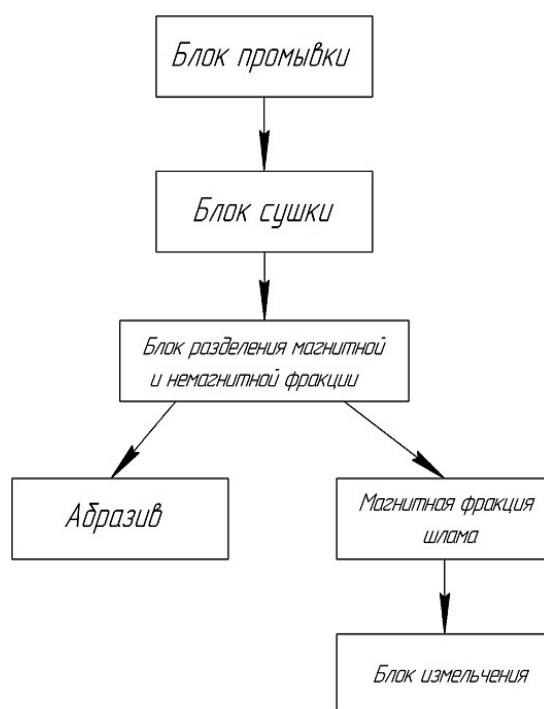 Блок промывки
Блок сушки
Блок разделения магнитной
и немагнитной фракции
Абразив
Магнитная фракция
шлама
Блок измельчения